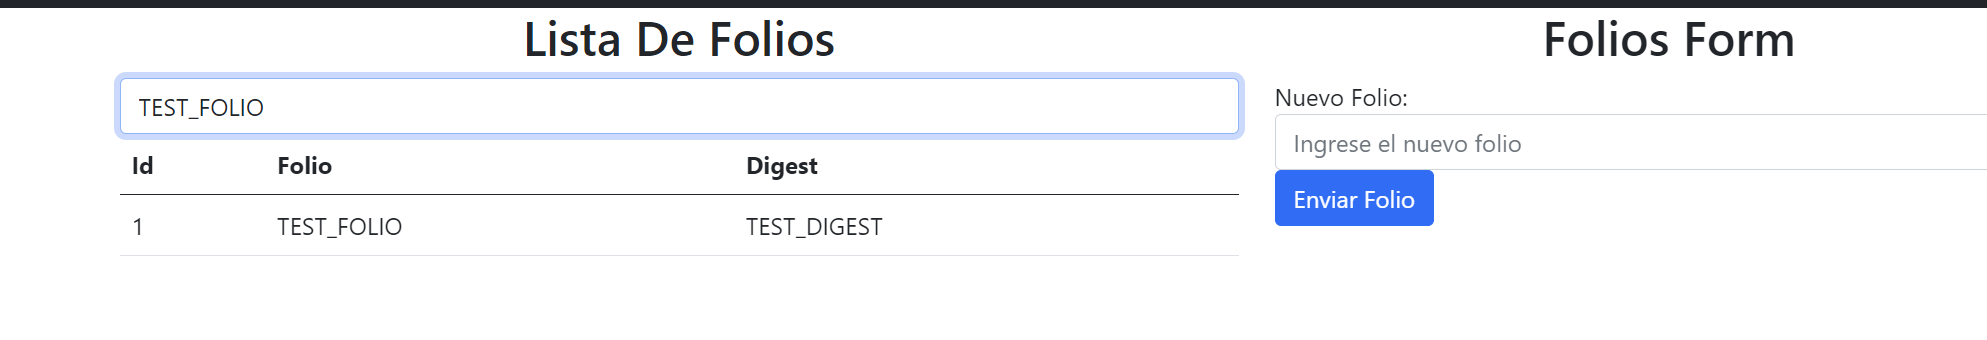 Lista De Folios
TEST_FOLIO
Id Folio Digest
1 TEST_FOLIO TEST_DIGEST
Folios Form
Nuevo Folio:
Ingrese el nuevo folio
Enviar Folio